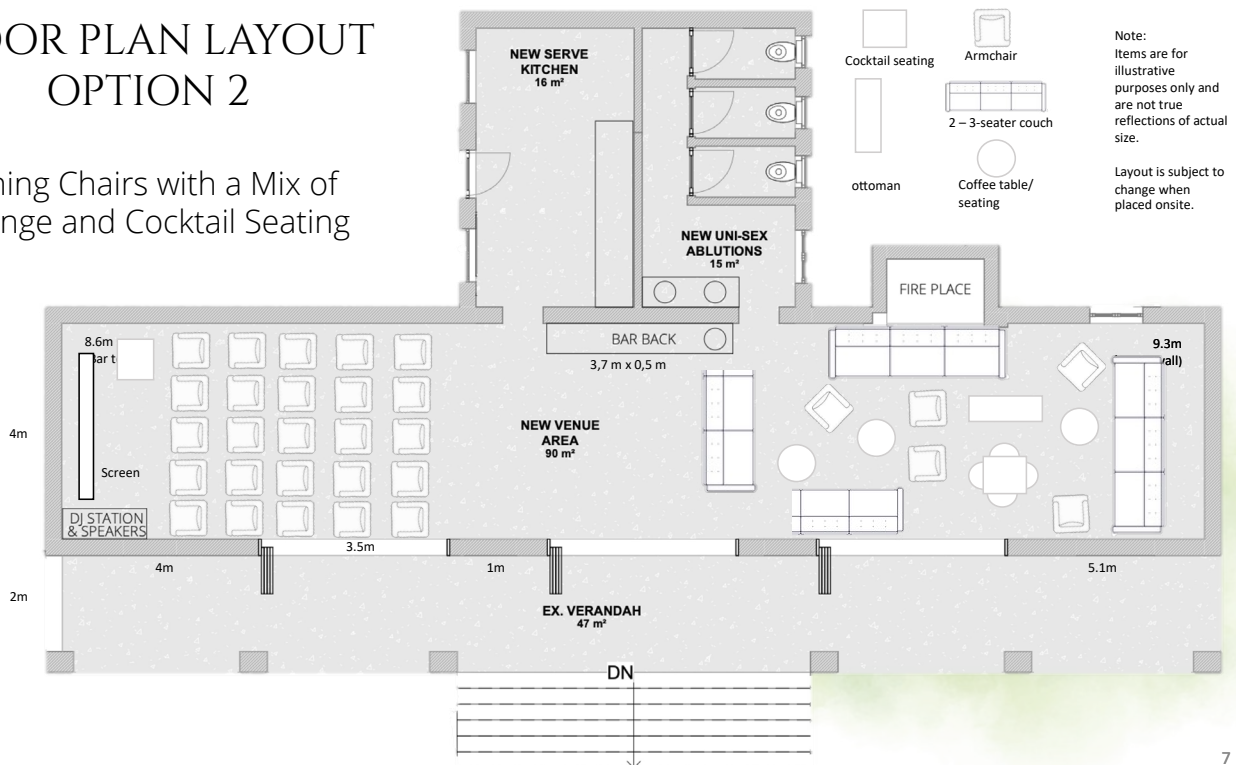 OOR PLAN LAYOUT
OPTION 2
ning Chairs with a Mix of
nge and Cocktail Seating
NEW SERVE
KITCHEN
16 m²
NEW UNI-SEX
ABLUTIONS
15 m²
Cocktail seating
Armchair
2 – 3-seater couch
ottoman
Coffee table/
seating
Note:
Items are for
illustrative
purposes only and
are not true
reflections of actual
size.
Layout is subject to
change when
placed onsite.
FIRE PLACE
8.6m
BAR BACK
3,7 m x 0,5 m
9.3m
wall)
4m
Screen
NEW VENUE
AREA
90 m²
DJ STATION
& SPEAKERS
3.5m
4m
1m
5.1m
2m
EX. VERANDAH
47 m²
DN
7